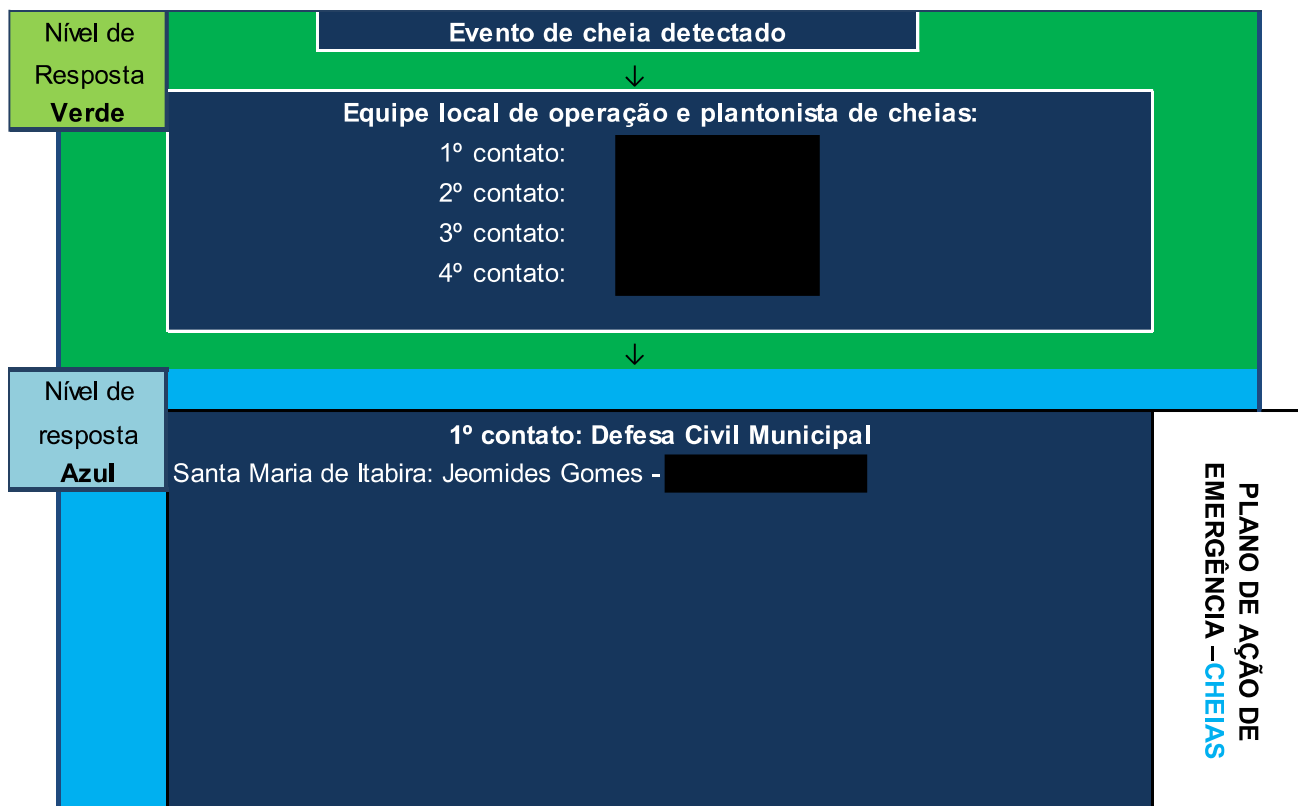 Nível de
Resposta
Verde
Evento de cheia detectado
↓
Equipe local de operação e plantonista de cheias:
1º contato:
2º contato:
3º contato:
4º contato:
↓
Nível de
resposta
Azul
1º contato: Defesa Civil Municipal
Santa Maria de Itabira: Jeomides Gomes -
PLANO DE AÇÃO DE
EMERGÊNCIA –CHEIAS